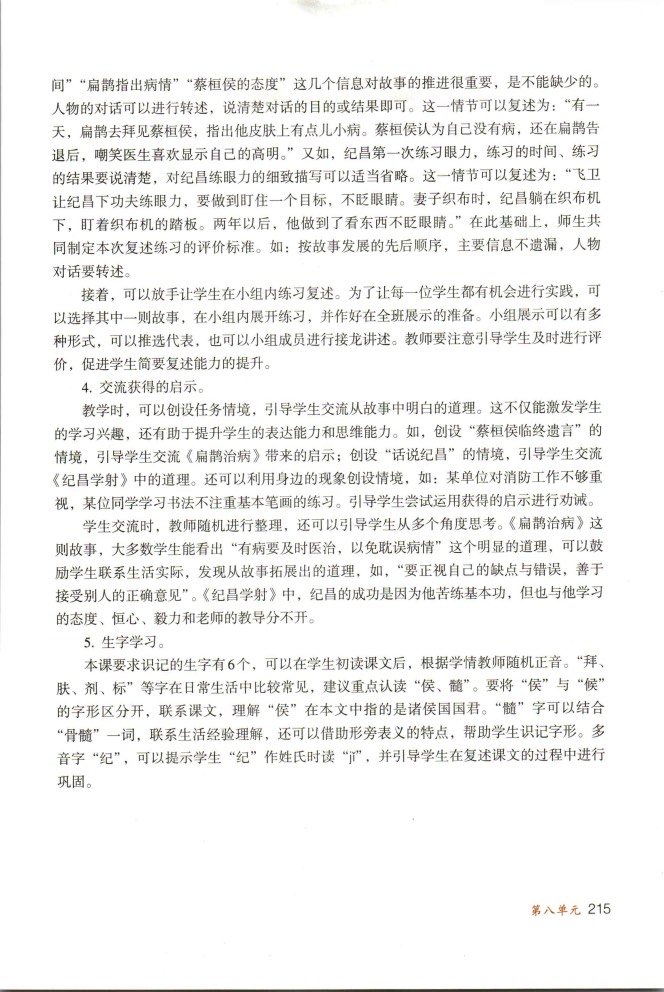 间”“扁鹊指出病情”“蔡桓侯的态度”这几个信息对故事的推进很重要，是不能缺少的。
人物的对话可以进行转述，说清楚对话的目的或结果即可。这一情节可以复述为：“有一
天，扁鹊去拜见蔡桓侯，指出他皮肤上有点儿小病。蔡桓侯认为自己没有病，还在扁鹊告
退后，嘲笑医生喜欢显示自己的高明。”又如，纪昌第一次练习眼力，练习的时间、练习
的结果要说清楚，对纪昌练眼力的细致描写可以适当省略。这一情节可以复述为：“飞卫
让纪昌下功夫练眼力，要做到盯住一个目标，不眨眼睛。妻子织布时，纪昌躺在织布机
下，盯着织布机的踏板。两年以后，他做到了看东西不眨眼睛。”在此基础上，师生共
同制定本次复述练习的评价标准。如：按故事发展的先后顺序，主要信息不遗漏，人物
对话要转述。
接着，可以放手让学生在小组内练习复述。为了让每一位学生都有机会进行实践，可
以选择其中一则故事，在小组内展开练习，并作好在全班展示的准备。小组展示可以有多
种形式，可以推选代表，也可以小组成员进行接龙讲述。教师要注意引导学生及时进行评
价，促进学生简要复述能力的提升。
4. 交流获得的启示。
教学时，可以创设任务情境，引导学生交流从故事中明白的道理。这不仅能激发学生
的学习兴趣，还有助于提升学生的表达能力和思维能力。如，创设“蔡桓侯临终遗言”的
情境，引导学生交流《扁鹊治病》带来的启示；创设“话说纪昌”的情境，引导学生交流
《纪昌学射》中的道理。还可以利用身边的现象创设情境，如：某单位对消防工作不够重
视，某位同学学习书法不注重基本笔画的练习。引导学生尝试运用获得的启示进行劝诫。
学生交流时，教师随机进行整理，还可以引导学生从多个角度思考。《扁鹊治病》这
则故事，大多数学生能看出“有病要及时医治，以免耽误病情”这个明显的道理，可以鼓
励学生联系生活实际，发现从故事拓展出的道理，如，“要正视自己的缺点与错误，善于
接受别人的正确意见”。《纪昌学射》中，纪昌的成功是因为他苦练基本功，但也与他学习
的态度、恒心、毅力和老师的教导分不开。
5. 生字学习。
本课要求识记的生字有6个，可以在学生初读课文后，根据学情教师随机正音。“拜、
肤、剂、标”等字在日常生活中比较常见，建议重点认读“侯、髓”。要将“侯”与“候”
的字形区分开，联系课文，理解“侯”在本文中指的是诸侯国国君。“髓”字可以结合
“骨髓”一词，联系生活经验理解，还可以借助形旁表义的特点，帮助学生识记字形。多
音字“纪”，可以提示学生“纪”作姓氏时读“jǐ”，并引导学生在复述课文的过程中进行
巩固。
第八单元 215